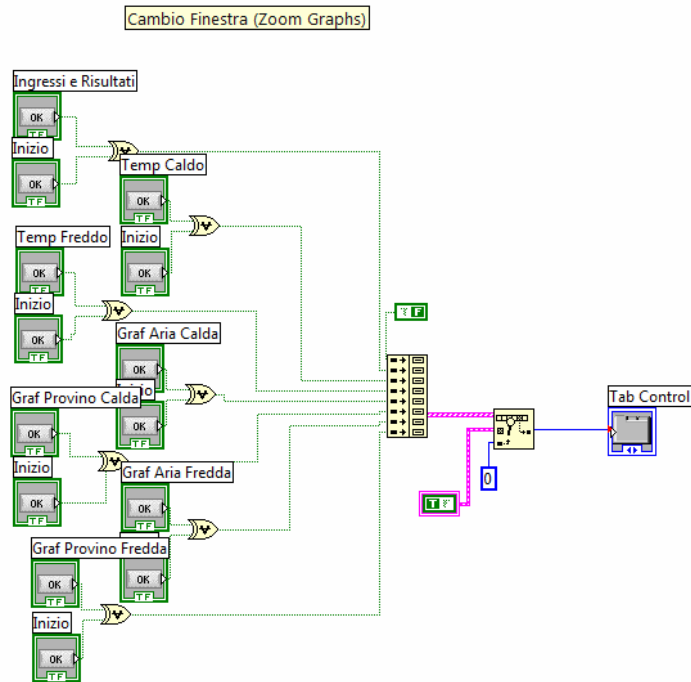 Cambio Finestra (Zoom Graphs)
Ingressi e Risultati
OK
TF
Inizio
OK
TF
Temp Caldo
OK
TF
Inizio
OK
TF
Temp Freddo
OK
TF
Inizio
OK
TF
Graf Aria Calda
OK
OK
TF
Graf Provino Calda
OK
TF
Inizio
OK
TF
Graf Aria Fredda
OK
TF
OK
TF
Graf Provino Fredda
OK
TF
Inizio
OK
TF
F
T
0
Tab Control